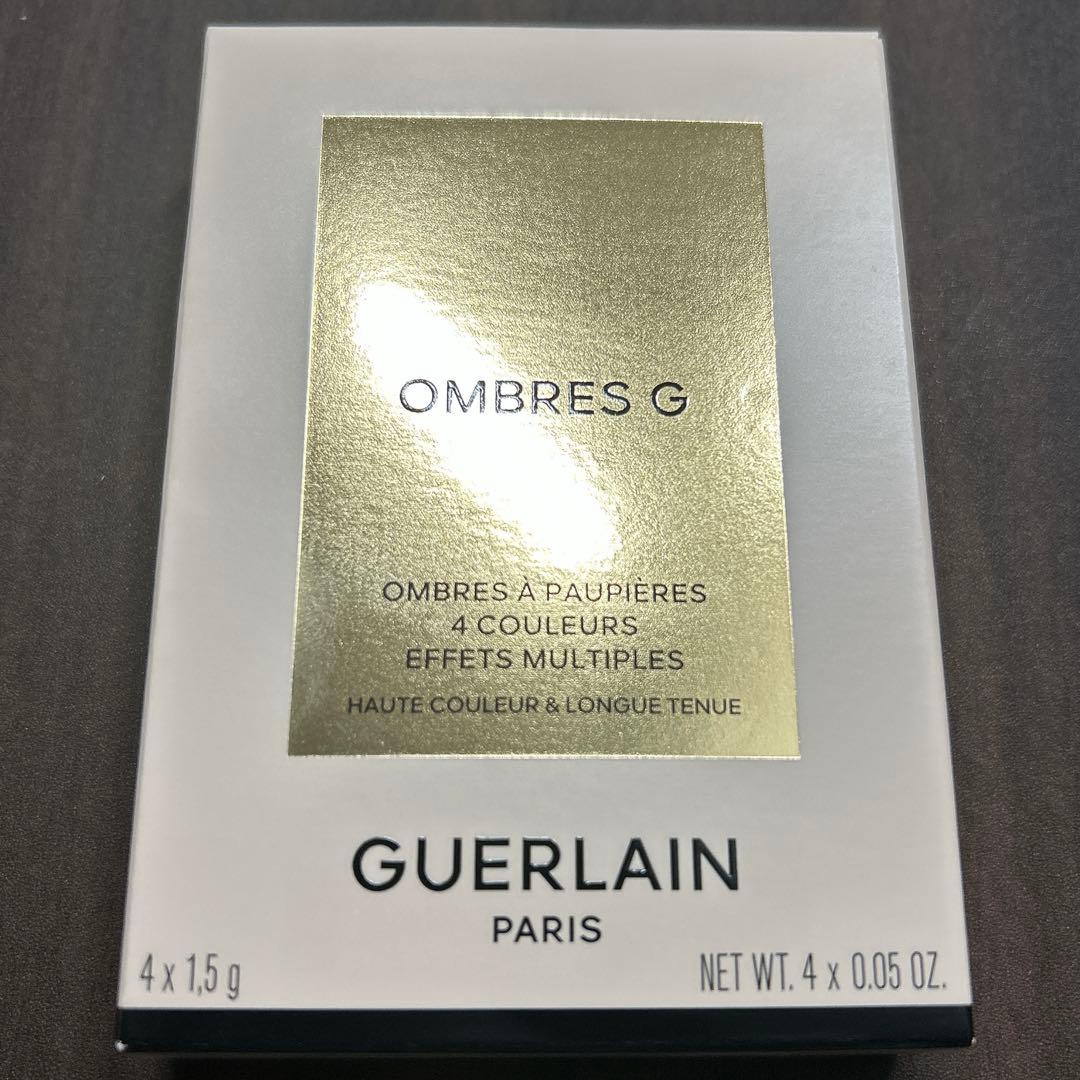 OMBRES G
OMBRES À PAUPIÈRES
4 COULEURS
EFFETS MULTIPLES
HAUTE COULEUR & LONGUE TENUE
GUERLAIN
PARIS
4 x 1,5 g
NET WT. 4 x 0.05 OZ.